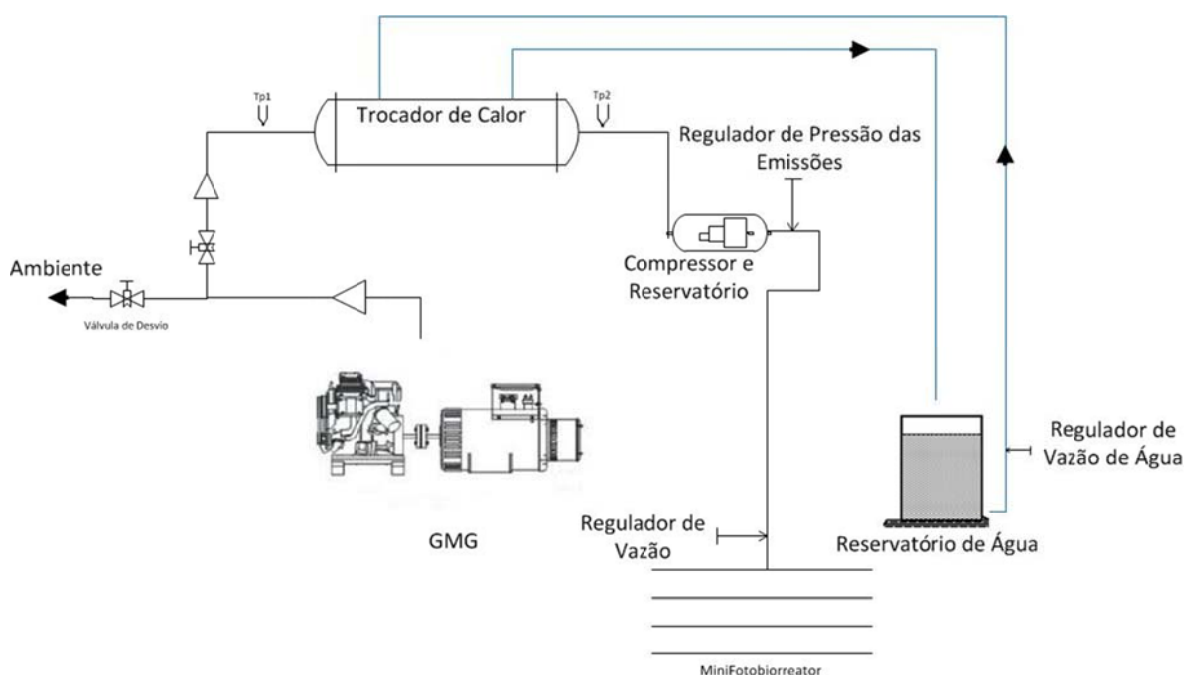 Tp1
Trocador de Calor
Tp2
Regulador de Pressão das
Emissões
Ambiente
Válvula de Desvio
Compressor e
Reservatório
Regulador de
Vazão de Água
GMG
Regulador de
Vazão
Reservatório de Água
MiniFotobiorreator